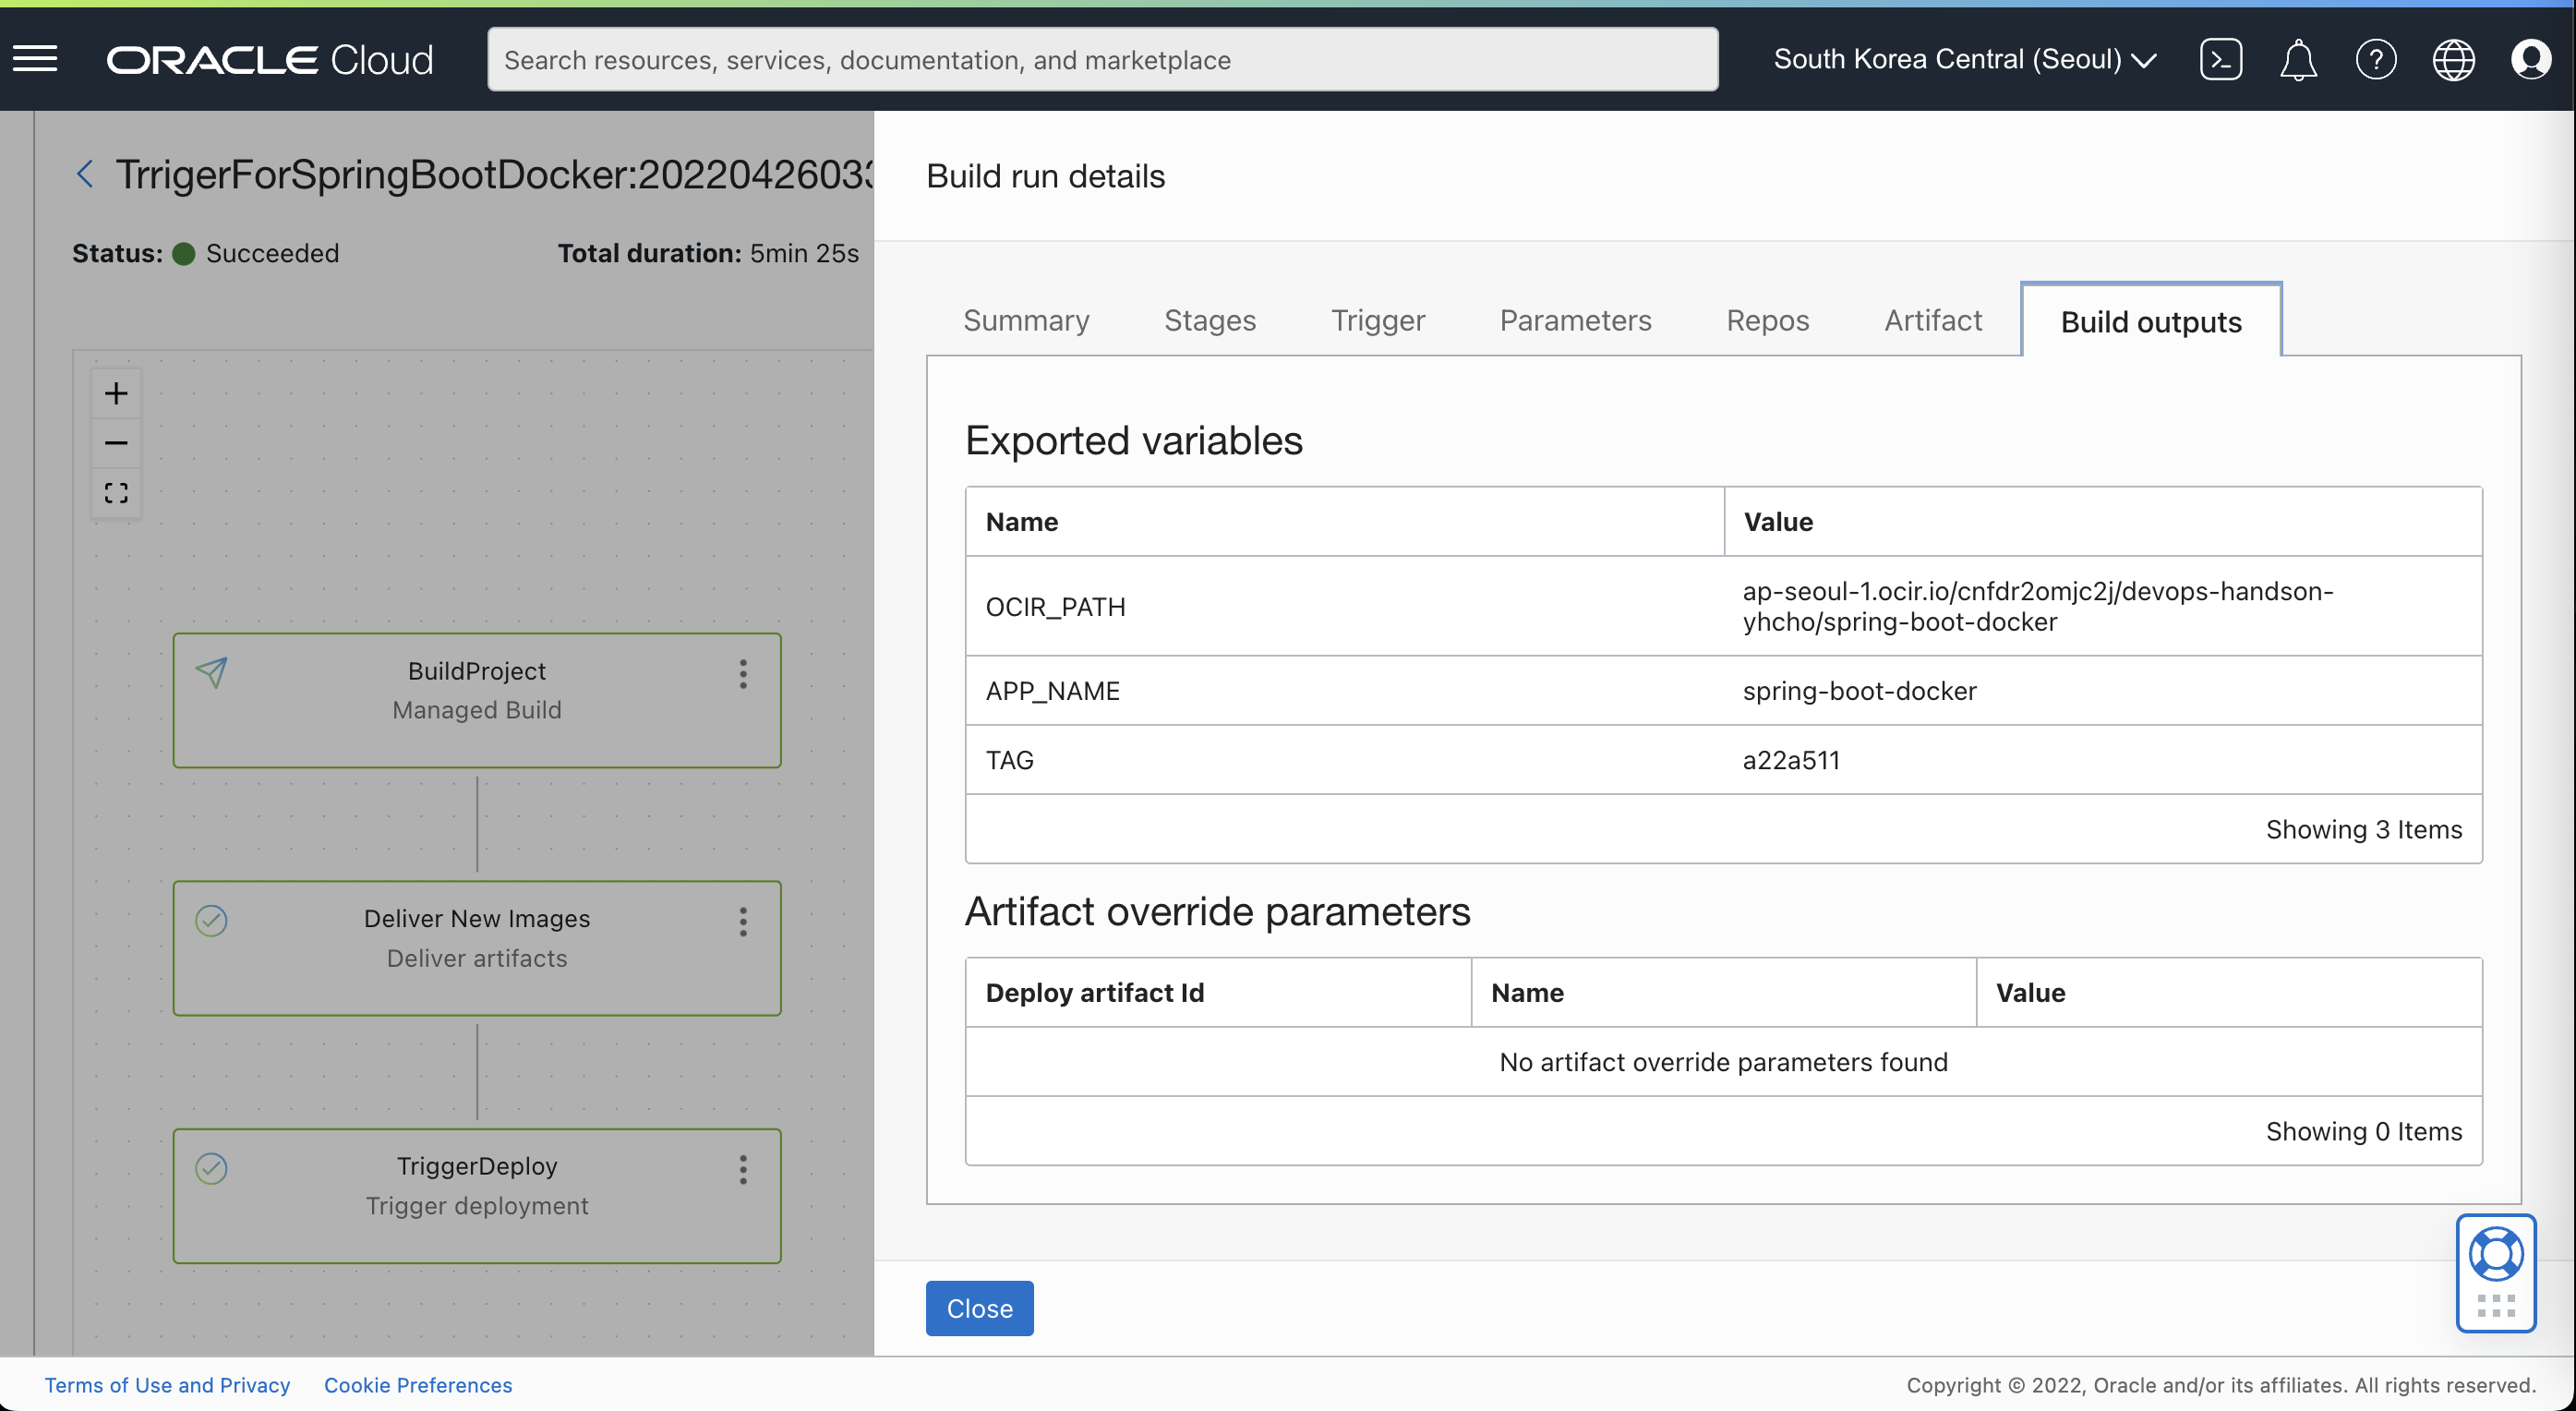 ORACLE Cloud
Search resources, services, documentation, and marketplace
South Korea Central (Seoul)
TrrigerForSpringBootDocker:2022042603
Status: Succeeded
Total duration: 5min 25s
BuildProject
Managed Build
Deliver New Images
Deliver artifacts
TriggerDeploy
Trigger deployment
Build run details
Summary
Stages
Trigger
Parameters
Repos
Artifact
Build outputs
Exported variables
Name Value
OCIR_PATH ap-seoul-1.ocir.io/cnfdr2omjc2j/devops-handson-
yhcho/spring-boot-docker
APP_NAME spring-boot-docker
TAG a22a511
Showing 3 Items
Artifact override parameters
Deploy artifact Id Name Value
No artifact override parameters found
Showing 0 Items
Close
Terms of Use and Privacy
Cookie Preferences
Copyright © 2022, Oracle and/or its affiliates. All rights reserved.